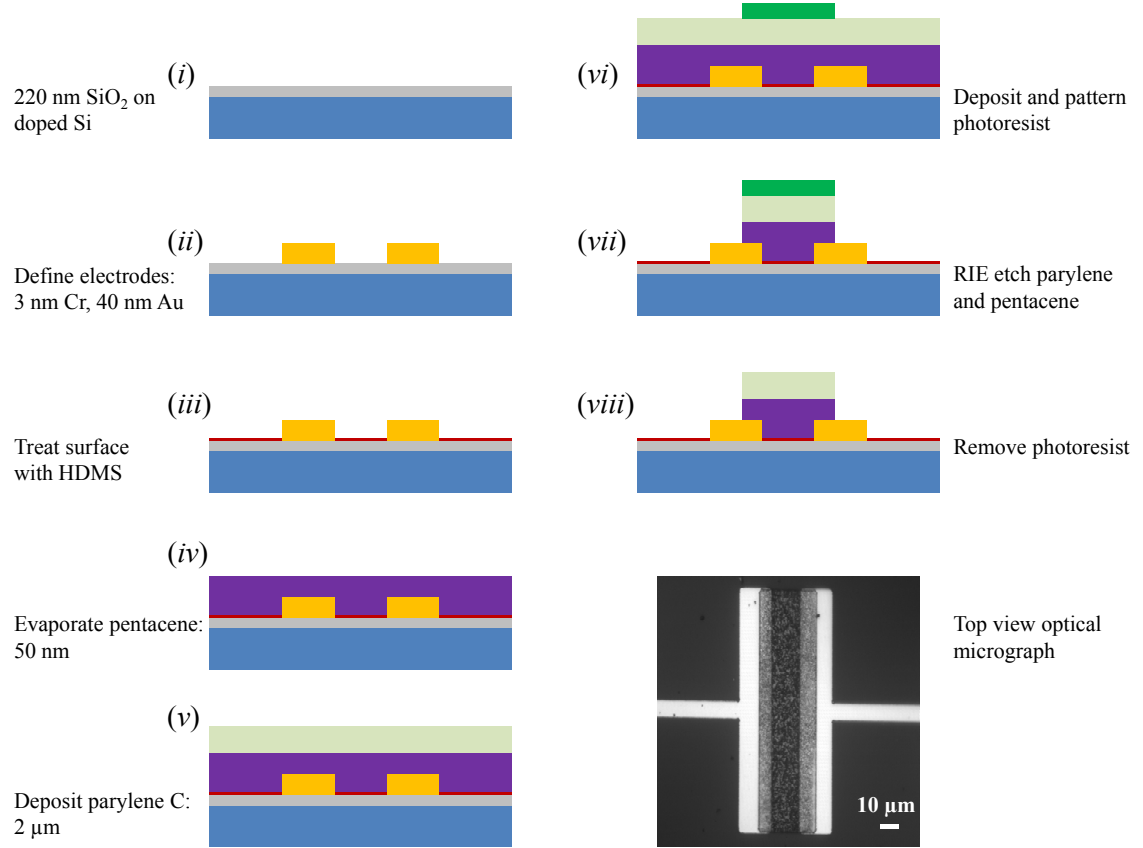 (i)
220 nm SiO₂ on
doped Si
(ii)
Define electrodes:
3 nm Cr, 40 nm Au
(iii)
Treat surface
with HDMS
(iv)
Evaporate pentacene:
50 nm
(v)
Deposit parylene C:
2 μm
(vi)
Deposit and pattern
photoresist
(vii)
RIE etch parylene
and pentacene
(viii)
Remove photoresist
Top view optical
micrograph
10 μm